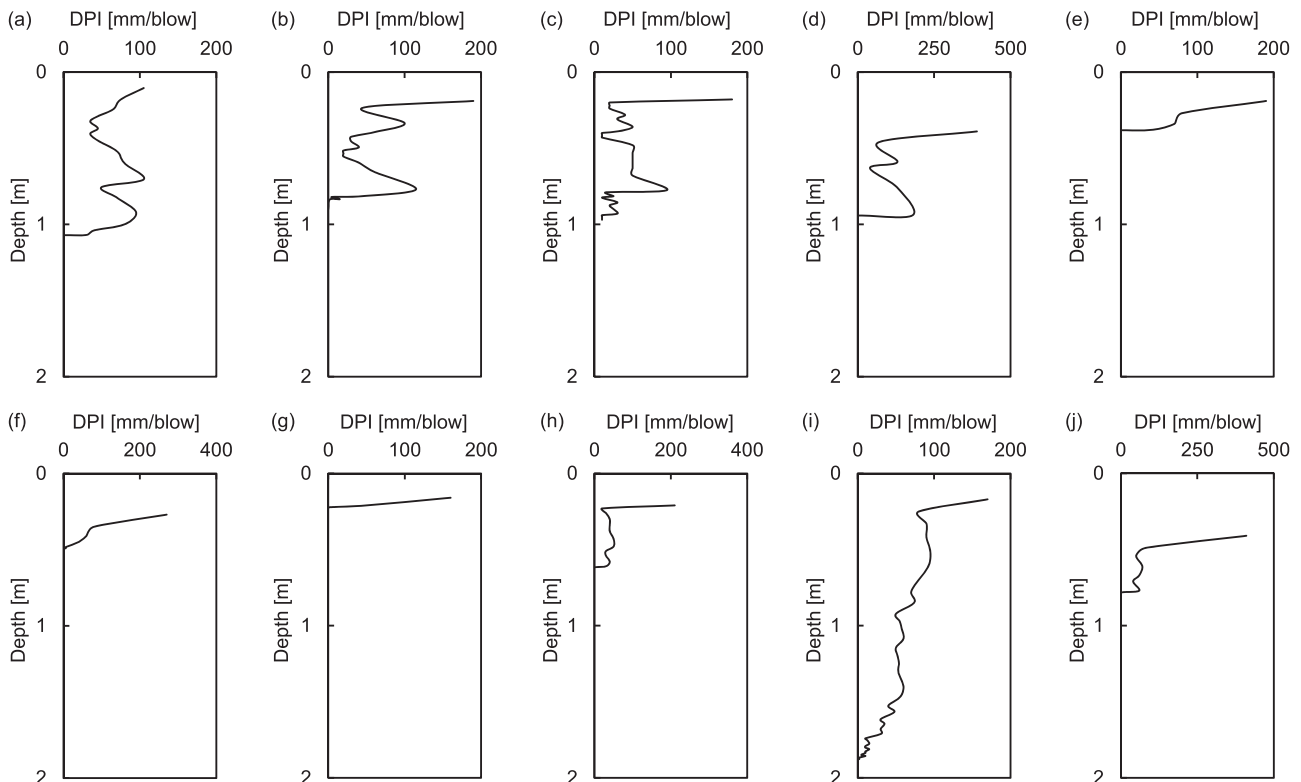 (a) DPI [mm/blow] (b) DPI [mm/blow] (c) DPI [mm/blow] (d) DPI [mm/blow] (e) DPI [mm/blow]
0 100 200 0 100 200 0 100 200 0 250 500 0 100 200
0 0 0 0 0
Depth [m] Depth [m] Depth [m] Depth [m] Depth [m]
1 1 1 1 1
2 2 2 2 2
(f) DPI [mm/blow] (g) DPI [mm/blow] (h) DPI [mm/blow] (i) DPI [mm/blow] (j) DPI [mm/blow]
0 200 400 0 100 200 0 200 400 0 100 200 0 250 500
0 0 0 0 0
Depth [m] Depth [m] Depth [m] Depth [m] Depth [m]
1 1 1 1 1
2 2 2 2 2